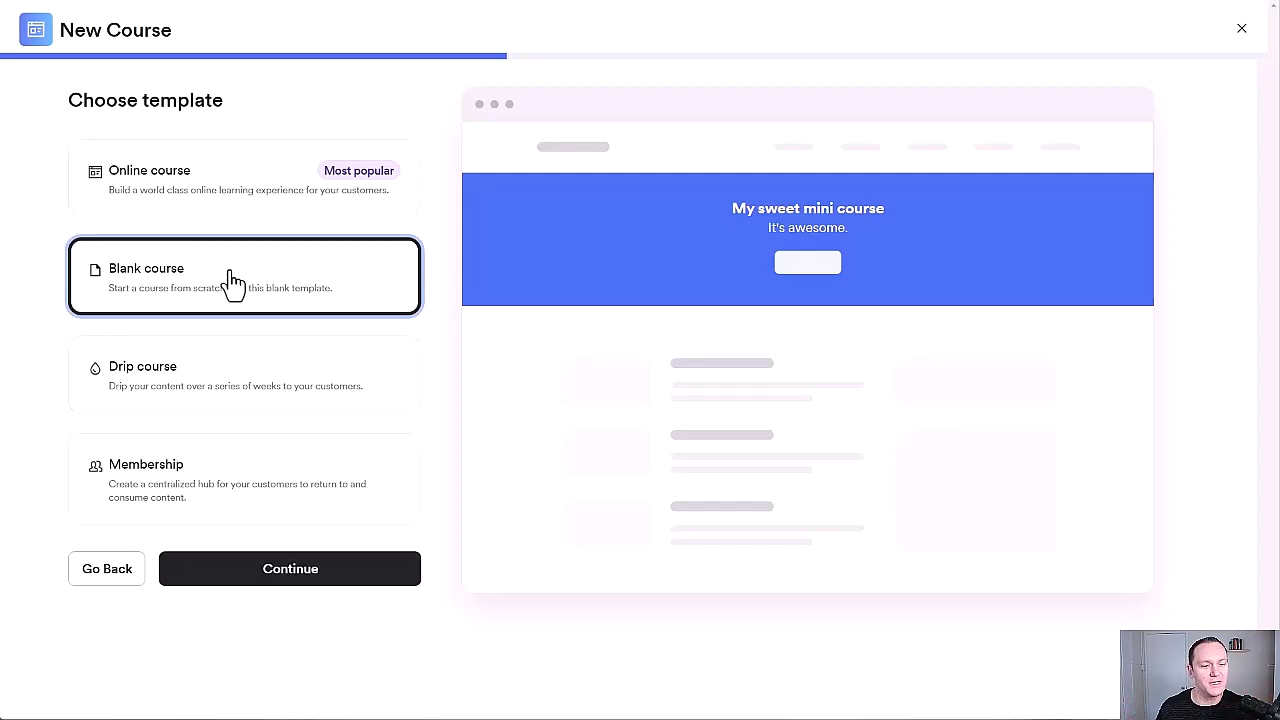 New Course
Choose template
Online course
Most popular
Build a world class online learning experience for your customers.
Blank course
Start a course from this blank template.
Drip course
Drip your content over a series of weeks to your customers.
Membership
Create a centralized hub for your customers to return to and
consume content.
Go Back
Continue
My sweet mini course
It's awesome.